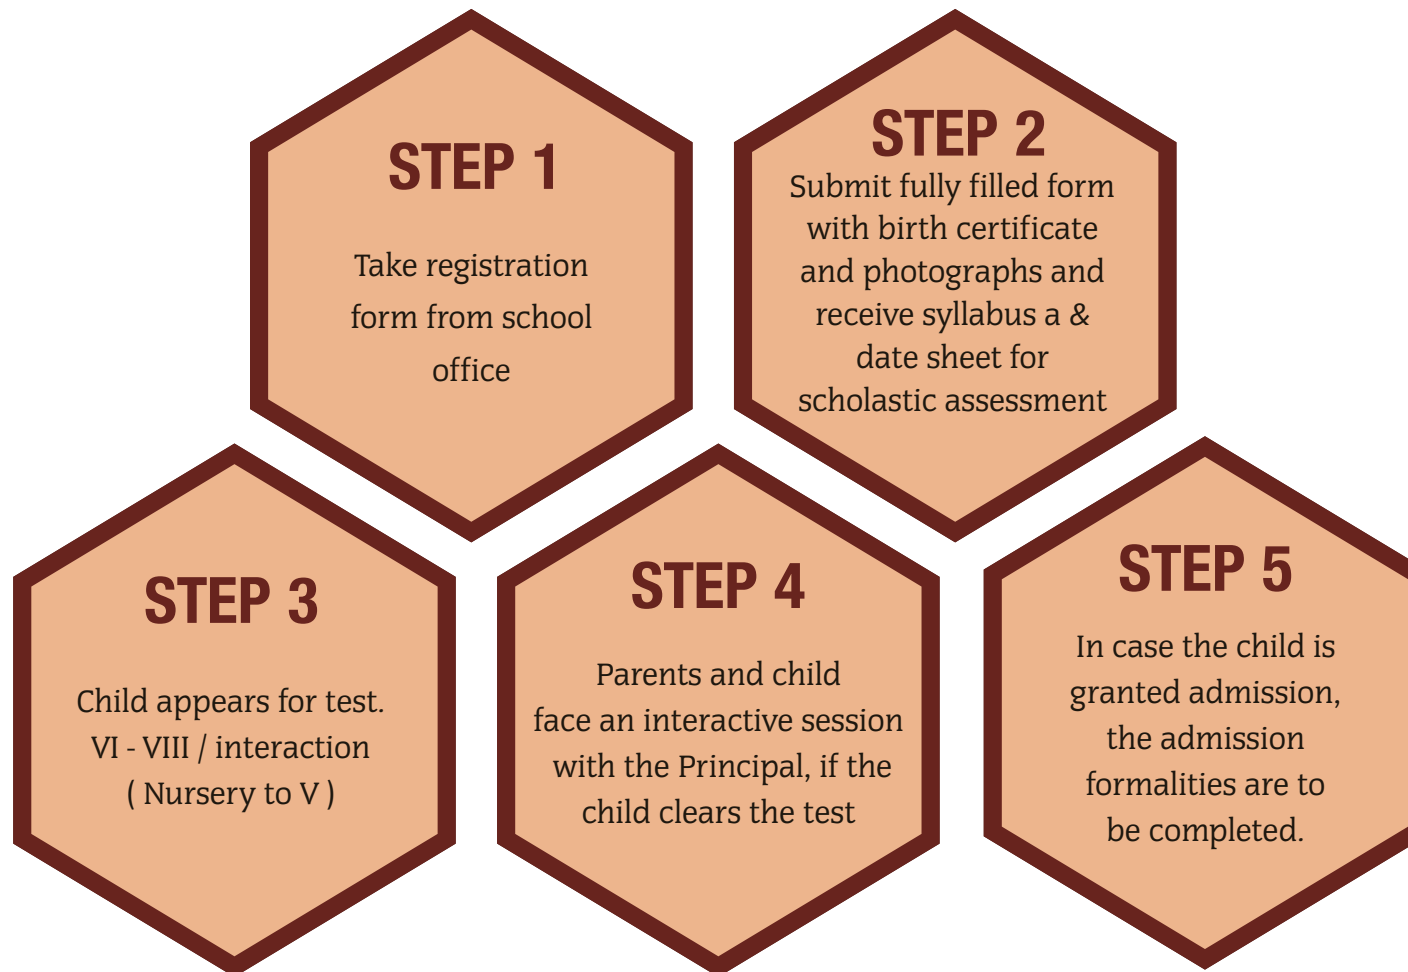 STEP 1
Take registration
form from school
office
STEP 2
Submit fully filled form
with birth certificate
and photographs and
receive syllabus a &
date sheet for
scholastic assessment
STEP 3
Child appears for test.
VI - VIII / interaction
( Nursery to V )
STEP 4
Parents and child
face an interactive session
with the Principal, if the
child clears the test
STEP 5
In case the child is
granted admission,
the admission
formalities are to
be completed.